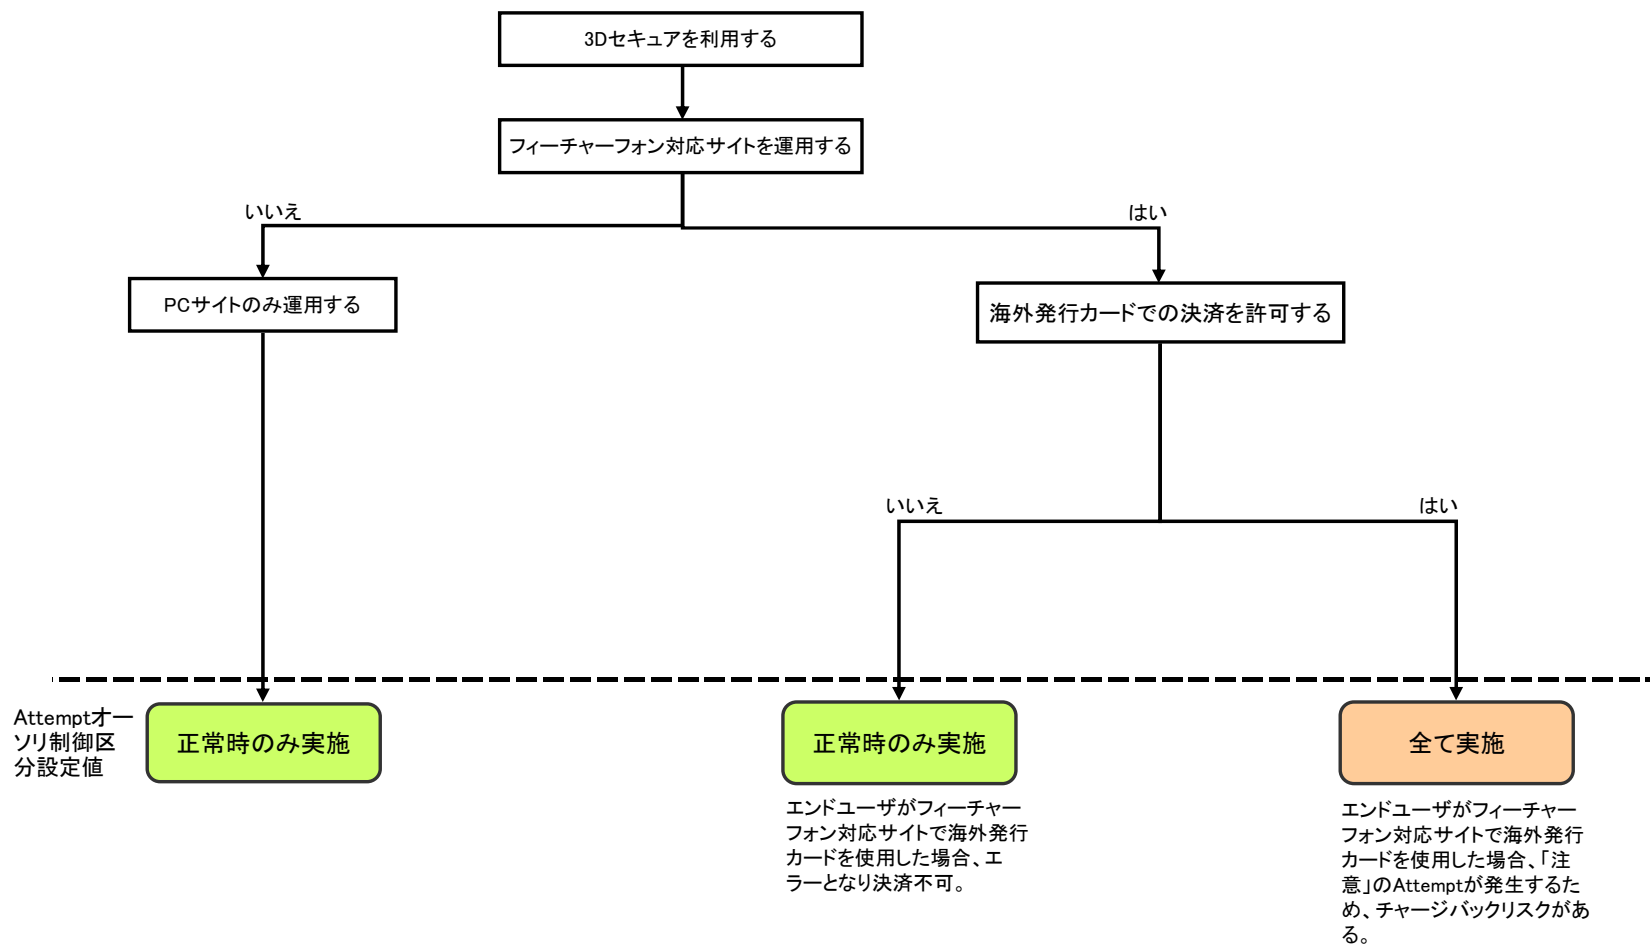 3Dセキュアを利用する
フィーチャーフォン対応サイトを運用する
いいえ
はい
PCサイトのみ運用する
海外発行カードでの決済を許可する
いいえ
はい
Attemptオー
ソリ制御区
分設定値
正常時のみ実施
正常時のみ実施
全て実施
エンドユーザがフィーチャー
フォン対応サイトで海外発行
カードを使用した場合、エ
ラーとなり決済不可。
エンドユーザがフィーチャー
フォン対応サイトで海外発行
カードを使用した場合、「注
意」のAttemptが発生するた
め、チャージバックリスクがあ
る。